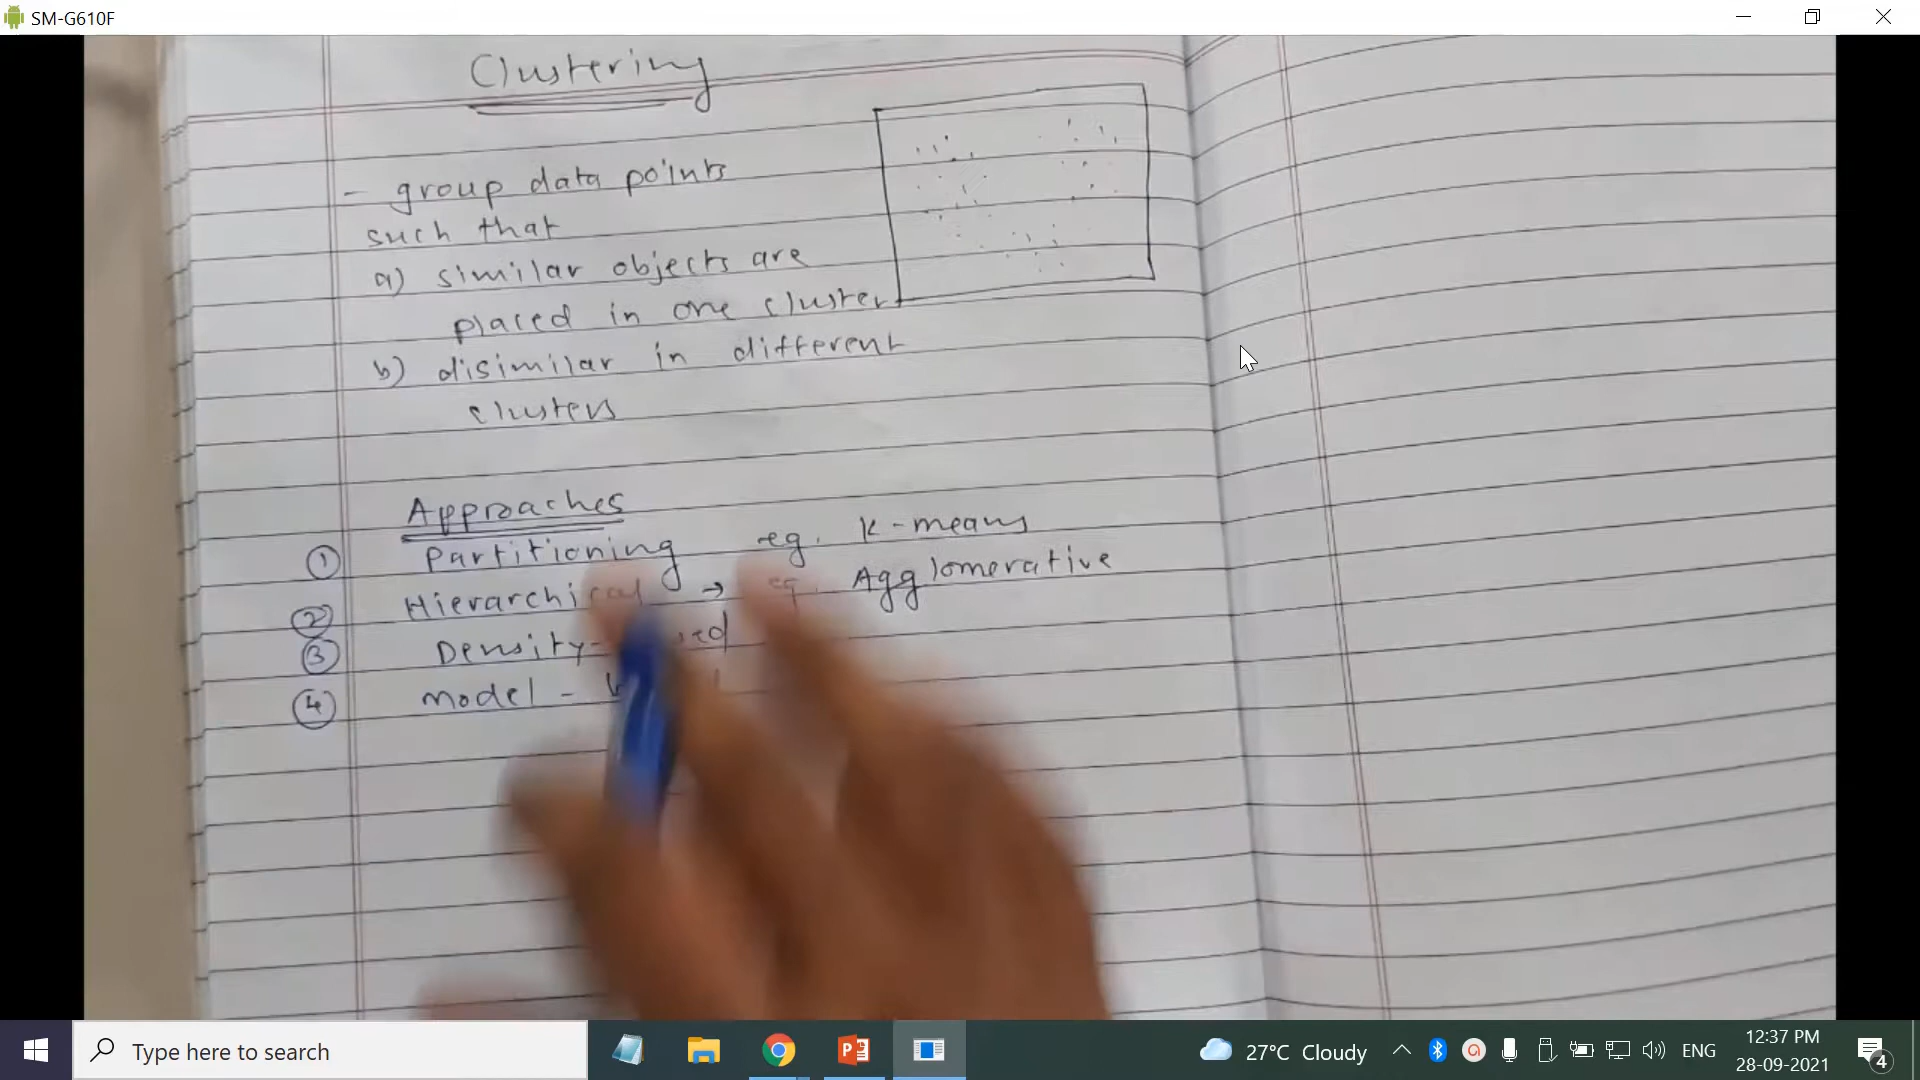 SM-G610F
Clustering
- group data points
such that
a) similar objects are
placed in one cluster
b) disimilar in different
clusters
Approaches
1 Partitioning eg. K-means
2 Hierarchical → eg. Agglomerative
3 Density-
4 model -
Type here to search
27°C Cloudy
ENG
12:37 PM
28-09-2021
4